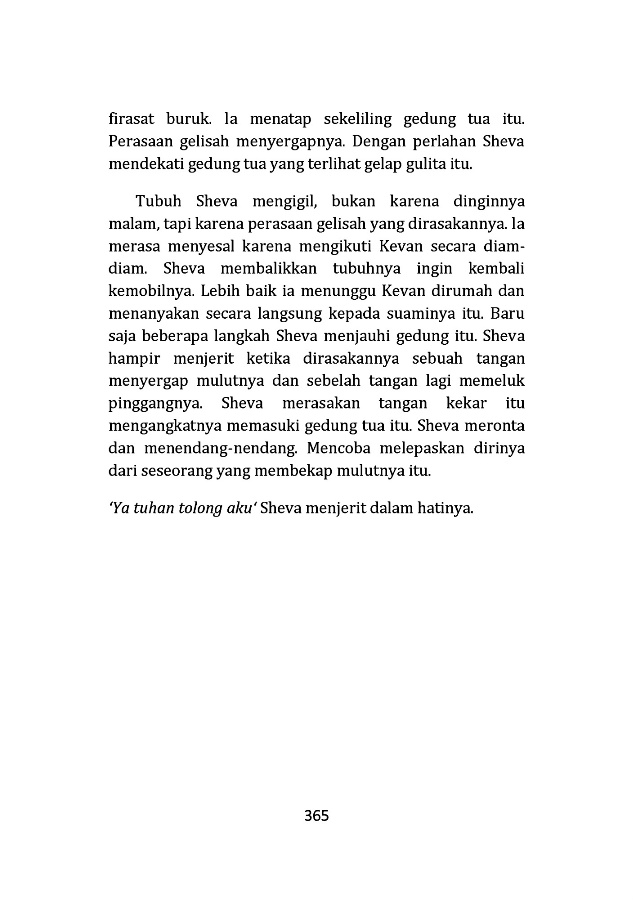 firasat buruk. Ia menatap sekeliling gedung tua itu.
Perasaan gelisah menyergapnya. Dengan perlahan Sheva
mendekati gedung tua yang terlihat gelap gulita itu.
Tubuh Sheva mengigil, bukan karena dinginnya
malam, tapi karena perasaan gelisah yang dirasakannya. Ia
merasa menyesal karena mengikuti Kevan secara diam-
diam. Sheva membalikkan tubuhnya ingin kembali
kemobilnya. Lebih baik ia menunggu Kevan dirumah dan
menanyakan secara langsung kepada suaminya itu. Baru
saja beberapa langkah Sheva menjauhi gedung itu. Sheva
hampir menjerit ketika dirasakannya sebuah tangan
menyergap mulutnya dan sebelah tangan lagi memeluk
pinggangnya. Sheva merasakan tangan kekar itu
mengangkatnya memasuki gedung tua itu. Sheva meronta
dan menendang-nendang. Mencoba melepaskan dirinya
dari seseorang yang membekap mulutnya itu.
‘Ya tuhan tolong aku‘ Sheva menjerit dalam hatinya.
365